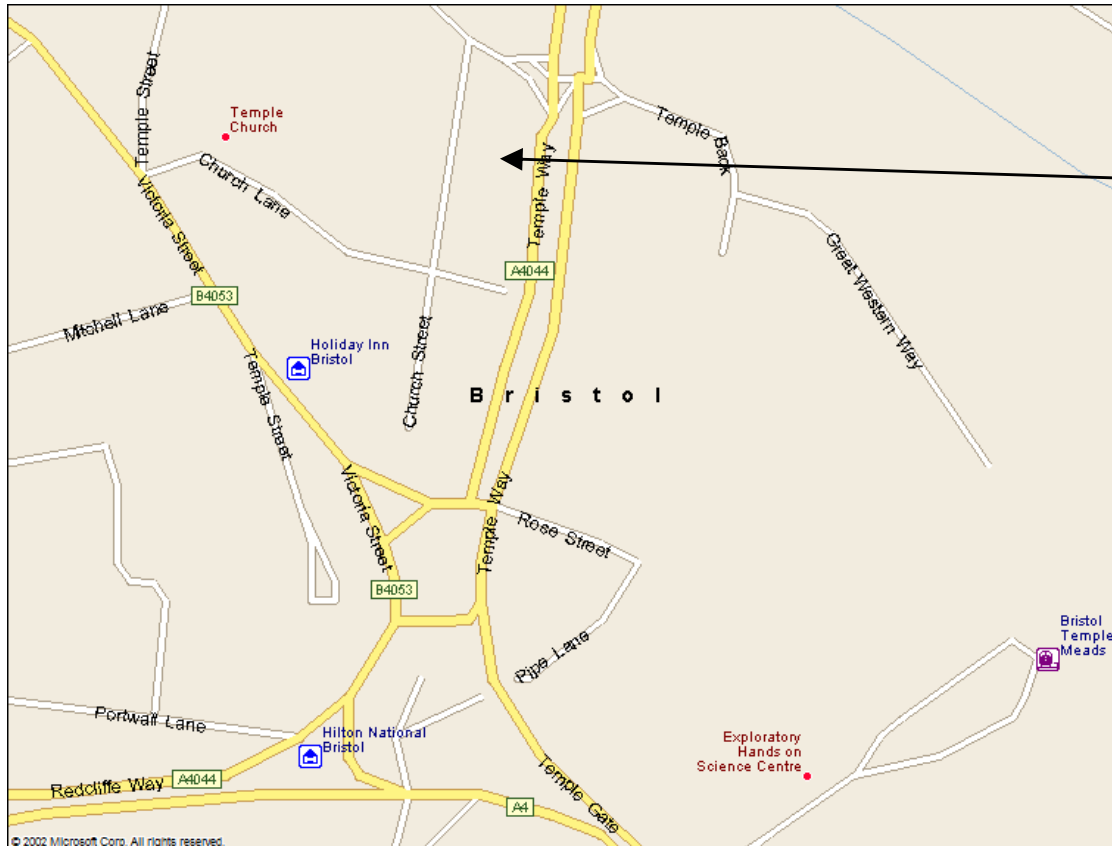 Temple Street
Temple
Church
Church Lane
Victoria Street
Temple Way
Temple Back
A4044
Great Western Way
B4053
Mitchell Lane
Holiday Inn
Bristol
Temple Street
Church Street
Bristol
Victoria Street
Temple Way
Rose Street
B4053
Pipe Lane
Bristol
Temple
Meads
Portwall Lane
Hilton National
Bristol
Exploratory
Hands on
Science Centre
Redcliffe Way
A4044
A4
Temple Gate
© 2002 Microsoft Corp. All rights reserved.